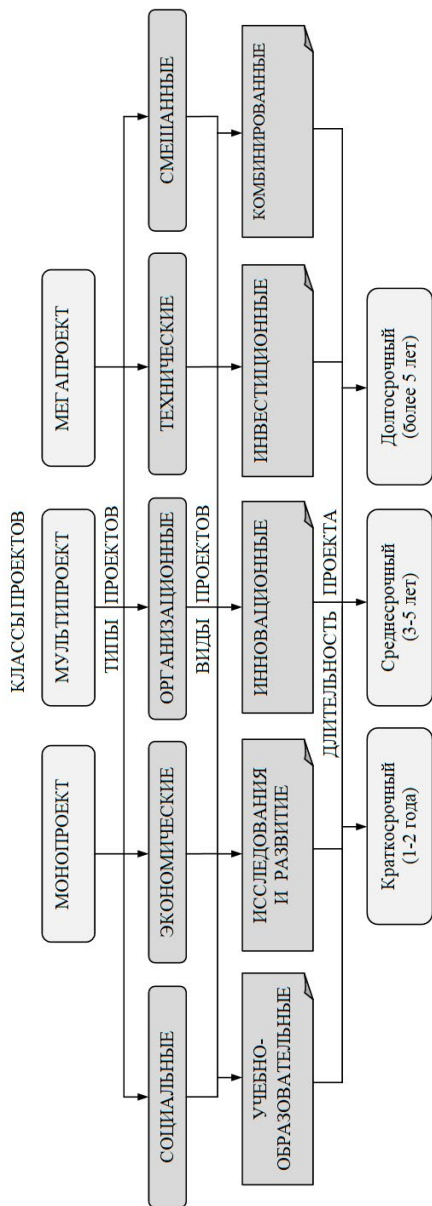 КЛАССЫ ПРОЕКТОВ
МОНОПРОЕКТ
МУЛЬТИПРОЕКТ
МЕГАПРОЕКТ
ТИПЫ ПРОЕКТОВ
СОЦИАЛЬНЫЕ
ЭКОНОМИЧЕСКИЕ
ОРГАНИЗАЦИОННЫЕ
ТЕХНИЧЕСКИЕ
СМЕШАННЫЕ
ВИДЫ ПРОЕКТОВ
УЧЕБНО-
ОБРАЗОВАТЕЛЬНЫЕ
ИССЛЕДОВАНИЯ
И РАЗВИТИЕ
ИННОВАЦИОННЫЕ
ИНВЕСТИЦИОННЫЕ
КОМБИНИРОВАННЫЕ
ДЛИТЕЛЬНОСТЬ ПРОЕКТА
Краткосрочный
(1-2 года)
Среднесрочный
(3-5 лет)
Долгосрочный
(более 5 лет)